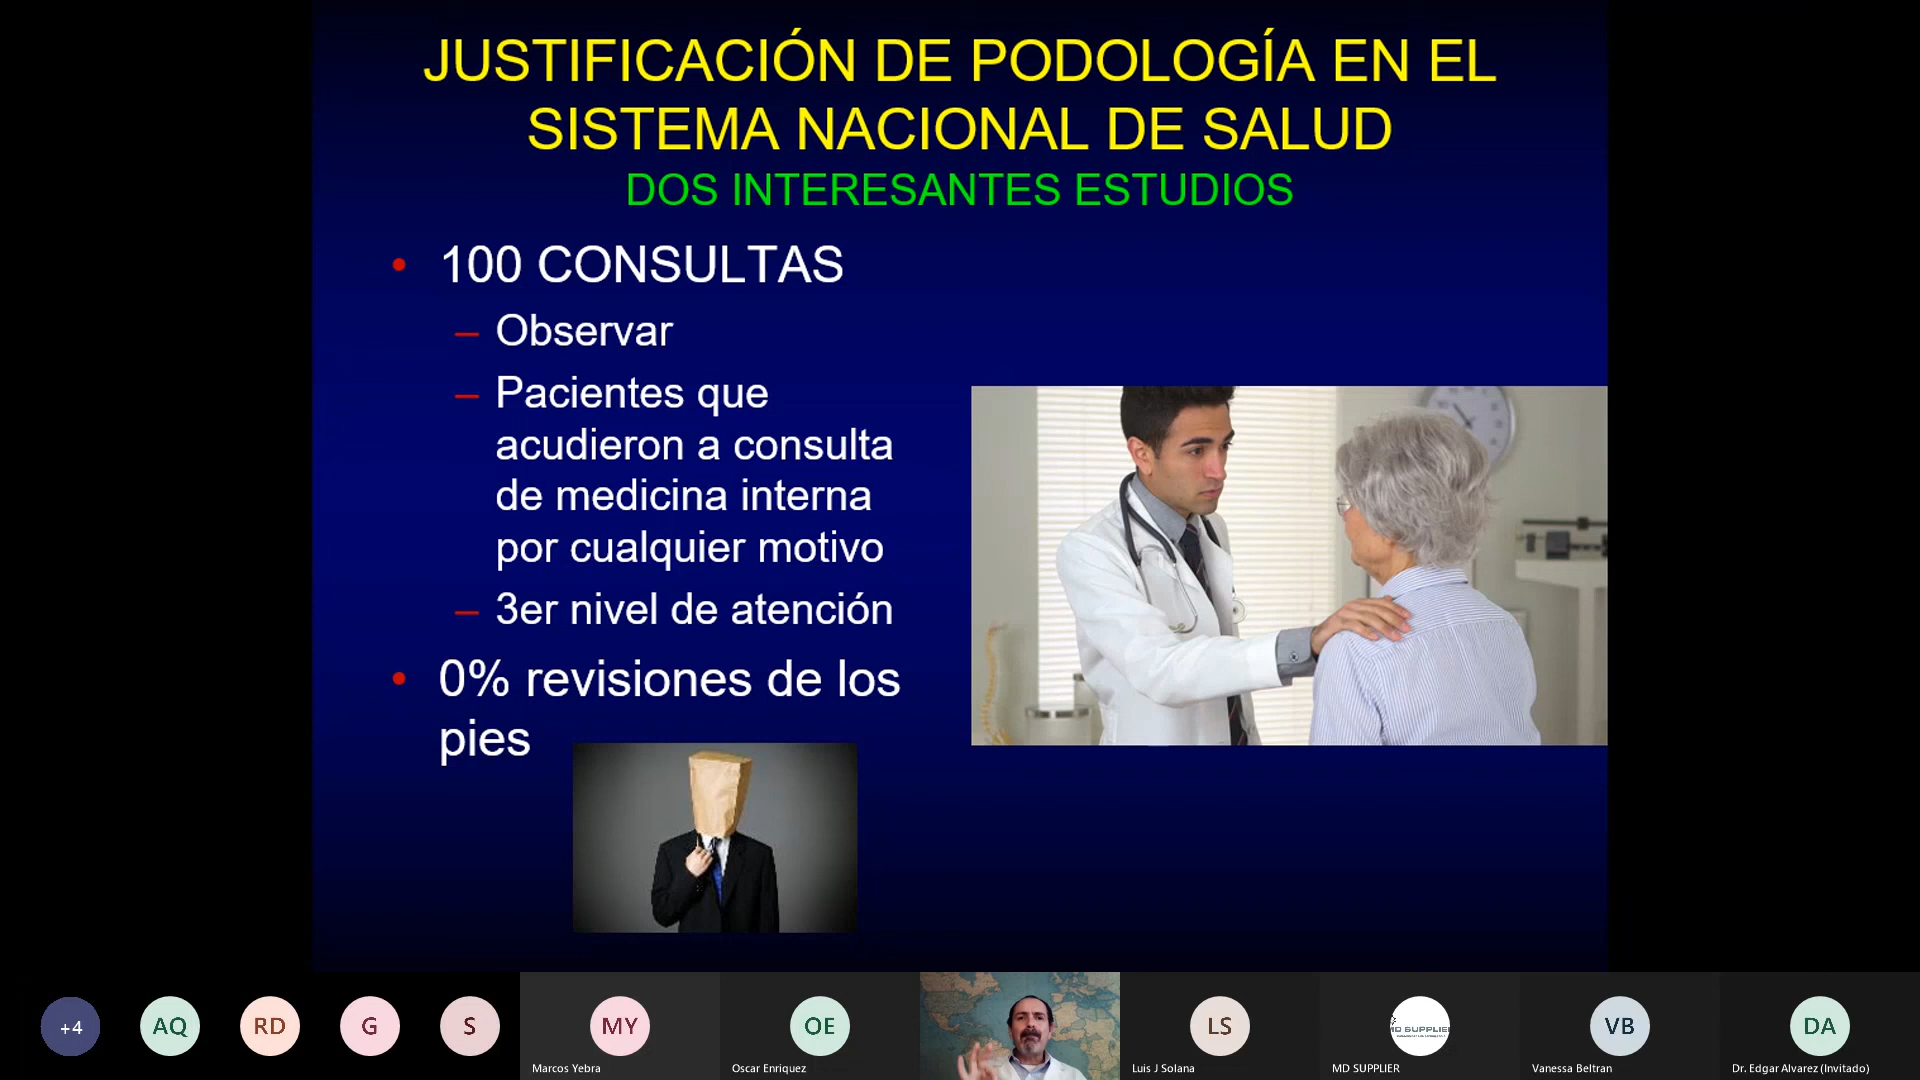 JUSTIFICACIÓN DE PODOLOGÍA EN EL
SISTEMA NACIONAL DE SALUD
DOS INTERESANTES ESTUDIOS
• 100 CONSULTAS
– Observar
– Pacientes que
acudieron a consulta
de medicina interna
por cualquier motivo
– 3er nivel de atención
• 0% revisiones de los
pies
+4
AQ
RD
G
S
MY
Marcos Yebra
OE
Oscar Enriquez
LS
Luis J Solana
MD SUPPLIER
VB
Vanessa Beltran
DA
Dr. Edgar Alvarez (Invitado)